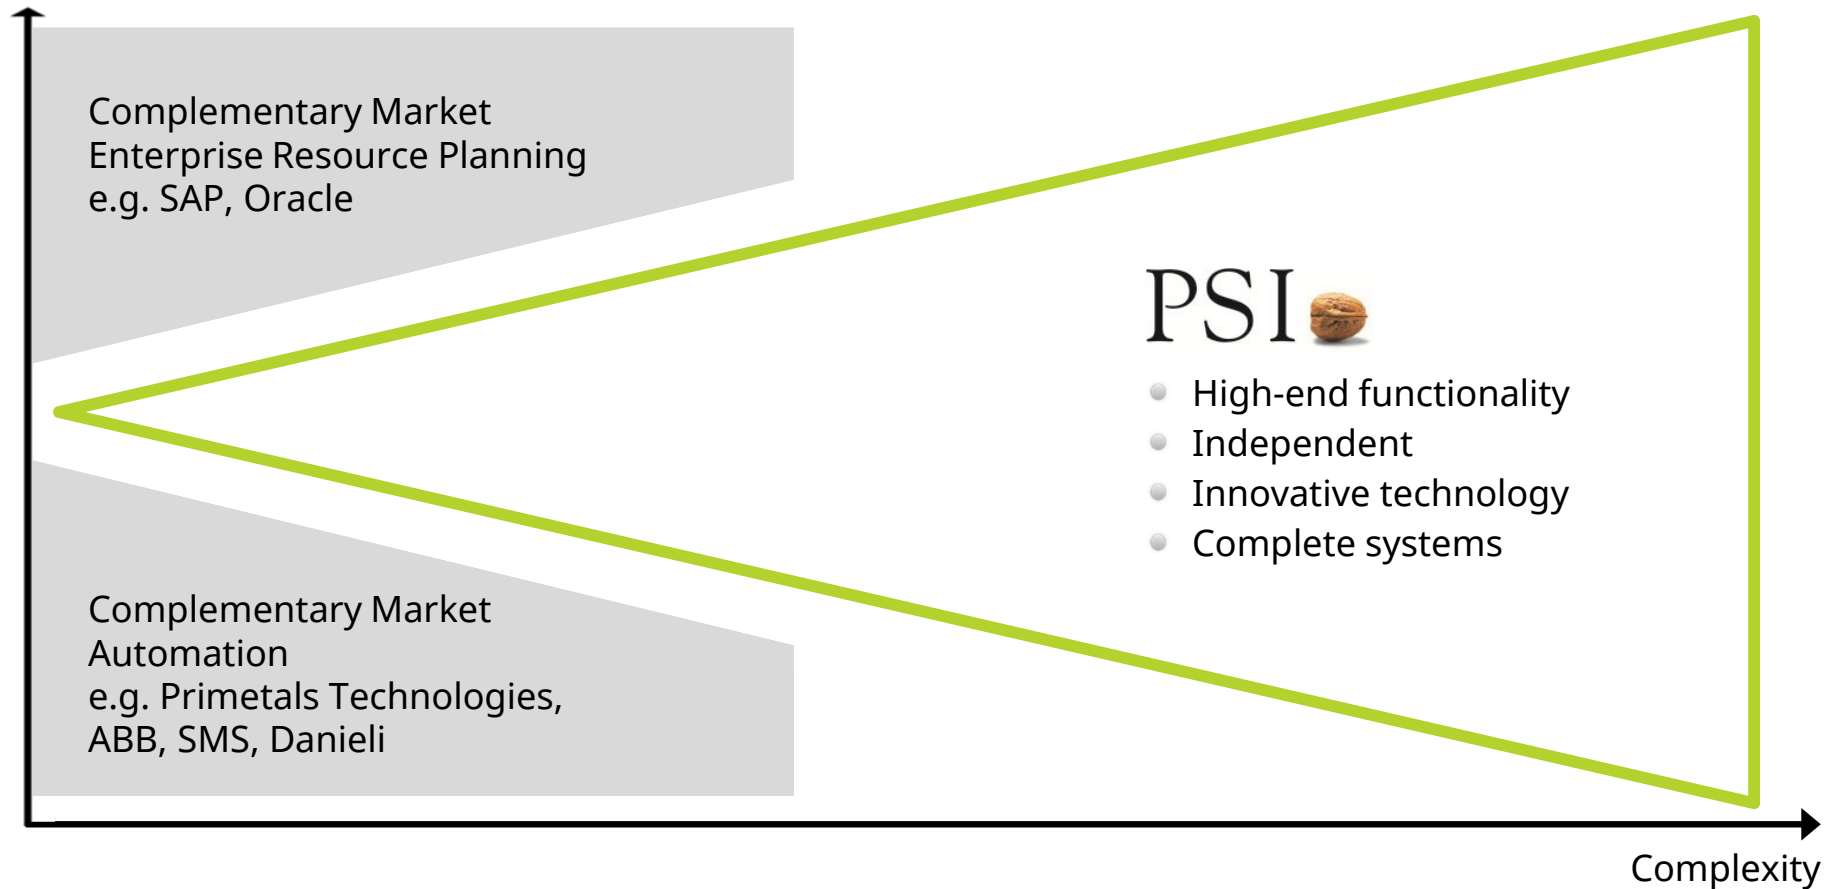 Complementary Market
Enterprise Resource Planning
e.g. SAP, Oracle
PSI
High-end functionality
Independent
Innovative technology
Complete systems
Complementary Market
Automation
e.g. Primetals Technologies,
ABB, SMS, Danieli
Complexity